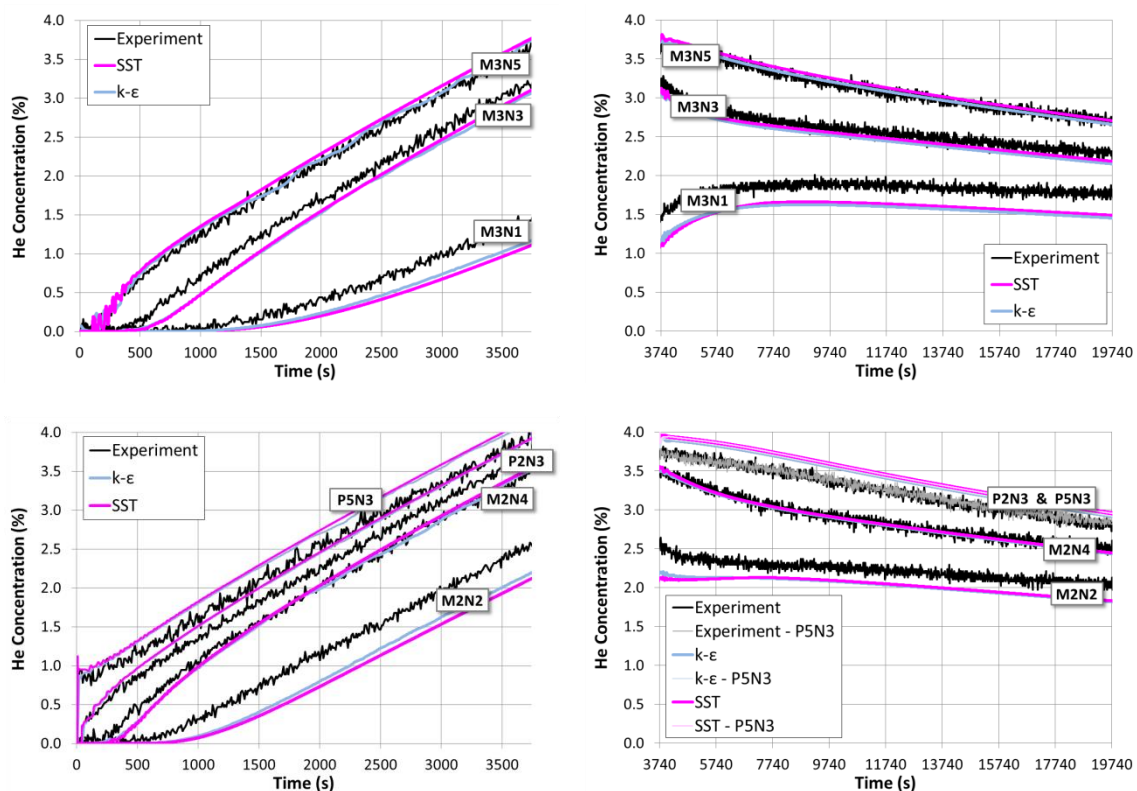 He Concentration (%)
4.0
3.5
3.0
2.5
2.0
1.5
1.0
0.5
0.0
Experiment
SST
k-ε
M3N5
M3N3
M3N1
0 500 1000 1500 2000 2500 3000 3500
Time (s)
He Concentration (%)
4.0
3.5
3.0
2.5
2.0
1.5
1.0
0.5
0.0
M3N5
M3N3
M3N1
Experiment
SST
k-ε
3740 5740 7740 9740 11740 13740 15740 17740 19740
Time (s)
He Concentration (%)
4.0
3.5
3.0
2.5
2.0
1.5
1.0
0.5
0.0
Experiment
k-ε
SST
P5N3
P2N3
M2N4
M2N2
0 500 1000 1500 2000 2500 3000 3500
Time (s)
He Concentration (%)
4.0
3.5
3.0
2.5
2.0
1.5
1.0
0.5
0.0
P2N3 & P5N3
M2N4
M2N2
Experiment
Experiment - P5N3
k-ε
k-ε - P5N3
SST
SST - P5N3
3740 5740 7740 9740 11740 13740 15740 17740 19740
Time (s)